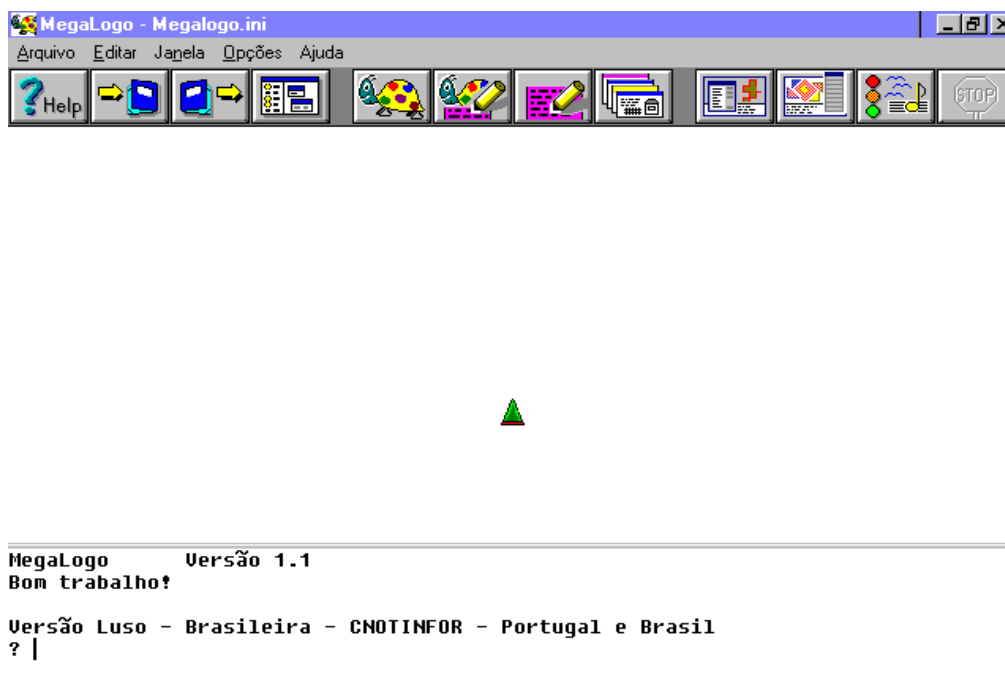 MegaLogo - Megalogo.ini
Arquivo Editar Janela Opções Ajuda
Help
STOP
MegaLogo Versão 1.1
Bom trabalho!
Versão Luso - Brasileira - CNOTINFOR - Portugal e Brasil
?